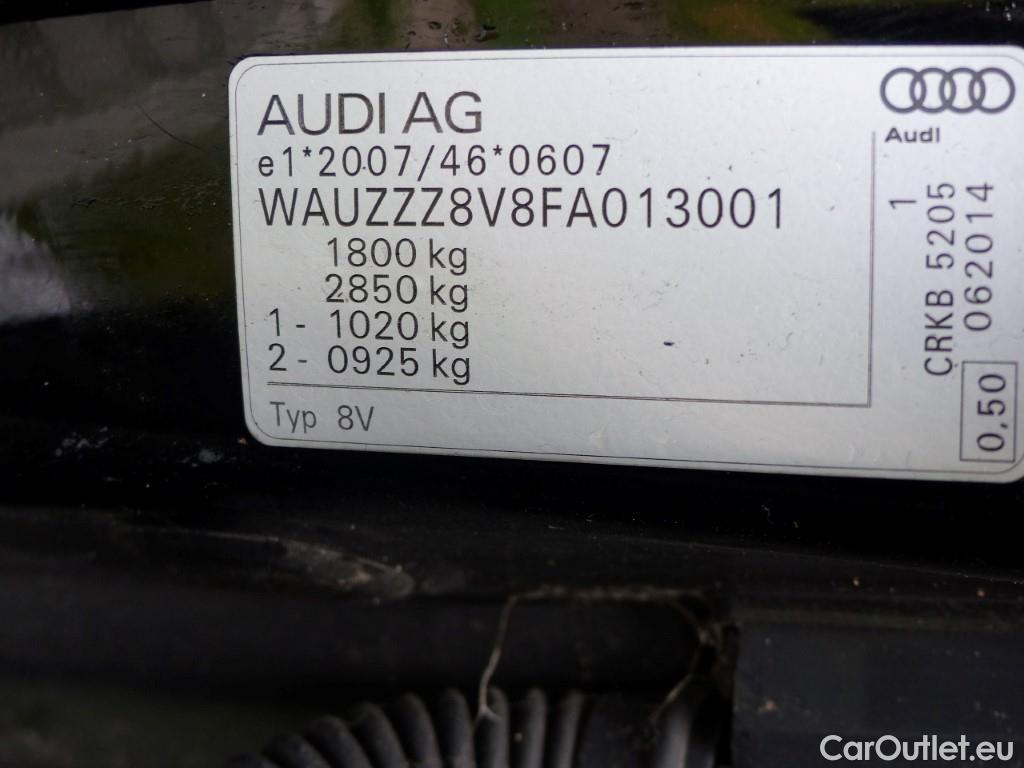 AUDI AG
e1*2007/46*0607
WAUZZZ8V8FA013001
1800 kg
2850 kg
1 - 1020 kg
2 - 0925 kg
Typ 8V
Audi
1
CRKB 5205
062014
0,50
CarOutlet.eu